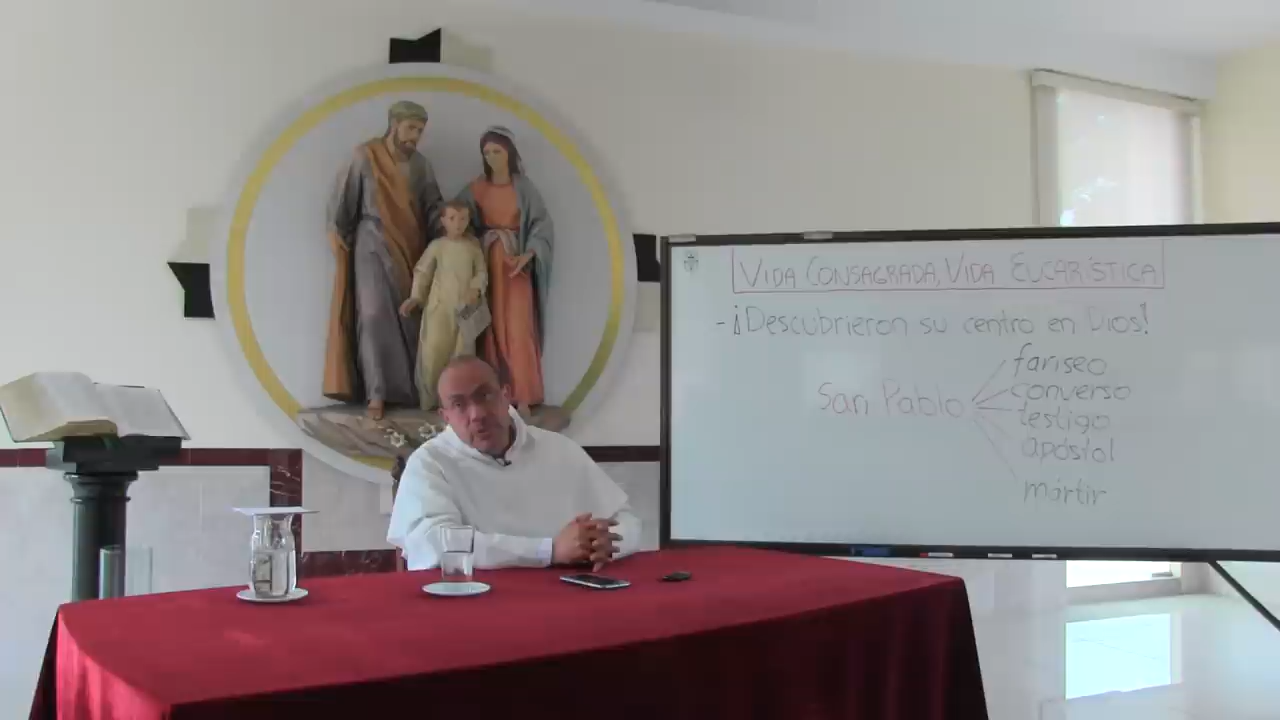 VIDA CONSAGRADA, VIDA EUCARÍSTICA
- ¡Descubrieron su centro en Dios!
San Pablo
fariseo
converso
testigo
apóstol
mártir